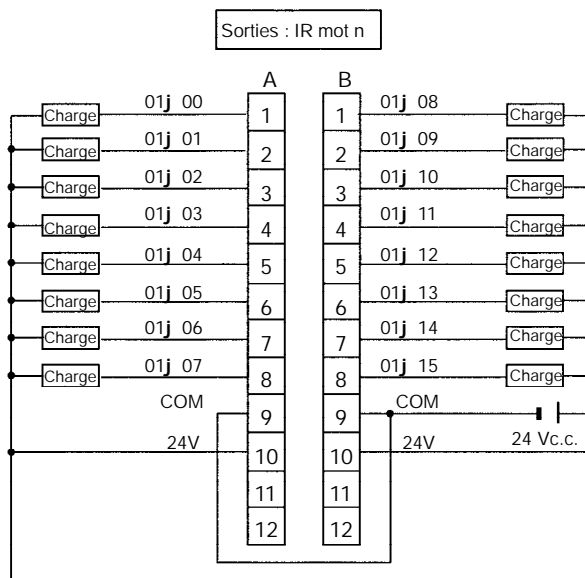 Sorties : IR mot n
A B
Charge 01j 00 1 1 01j 08 Charge
Charge 01j 01 2 2 01j 09 Charge
Charge 01j 02 3 3 01j 10 Charge
Charge 01j 03 4 4 01j 11 Charge
Charge 01j 04 5 5 01j 12 Charge
Charge 01j 05 6 6 01j 13 Charge
Charge 01j 06 7 7 01j 14 Charge
Charge 01j 07 8 8 01j 15 Charge
COM 9 9 COM
24V 10 10 24V 24 Vc.c.
11 11
12 12